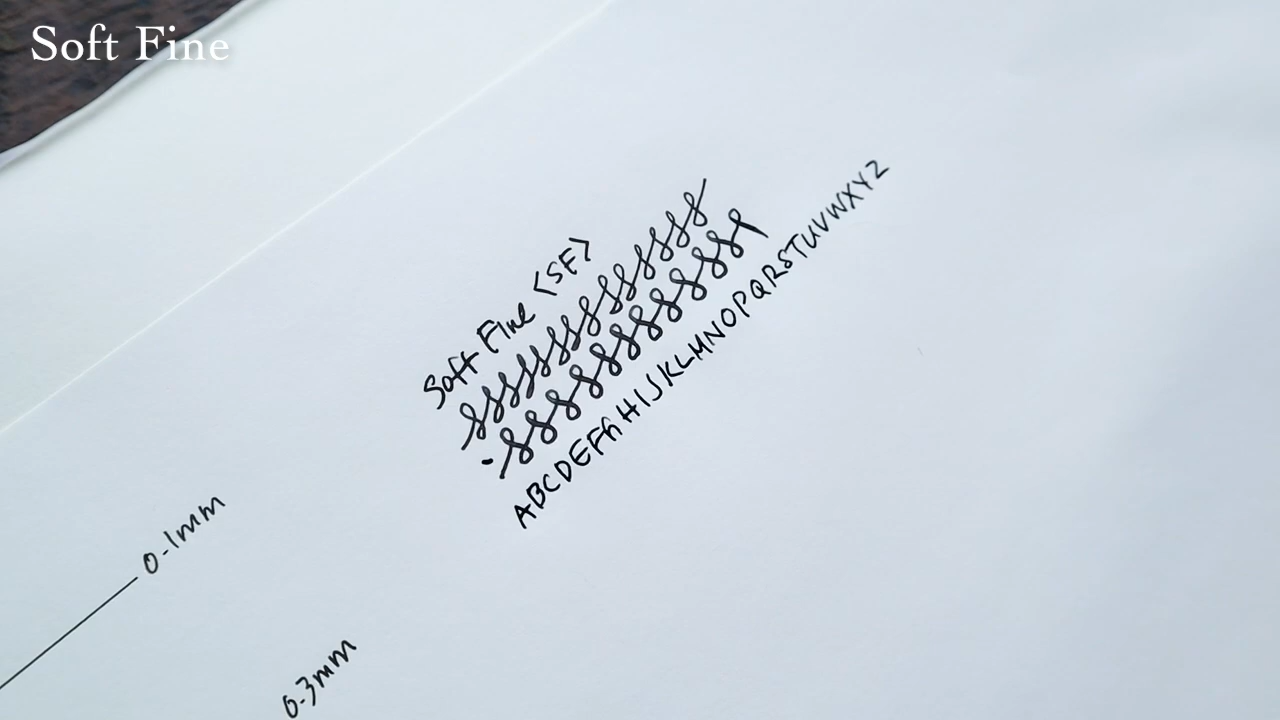 Soft Fine
Soft Fine <SF>
ABCDEFGHIJKLMNOPQRSTUVWXYZ
0.1mm
0.3mm